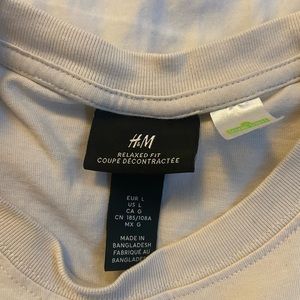 H&M
RELAXED FIT
COUPE DÉCONTRACTÉE
EUR L
US L
CA G
CN 185/108A
MX G
MADE IN
BANGLADESH
FABRIQUÉ AU
BANGLADESH